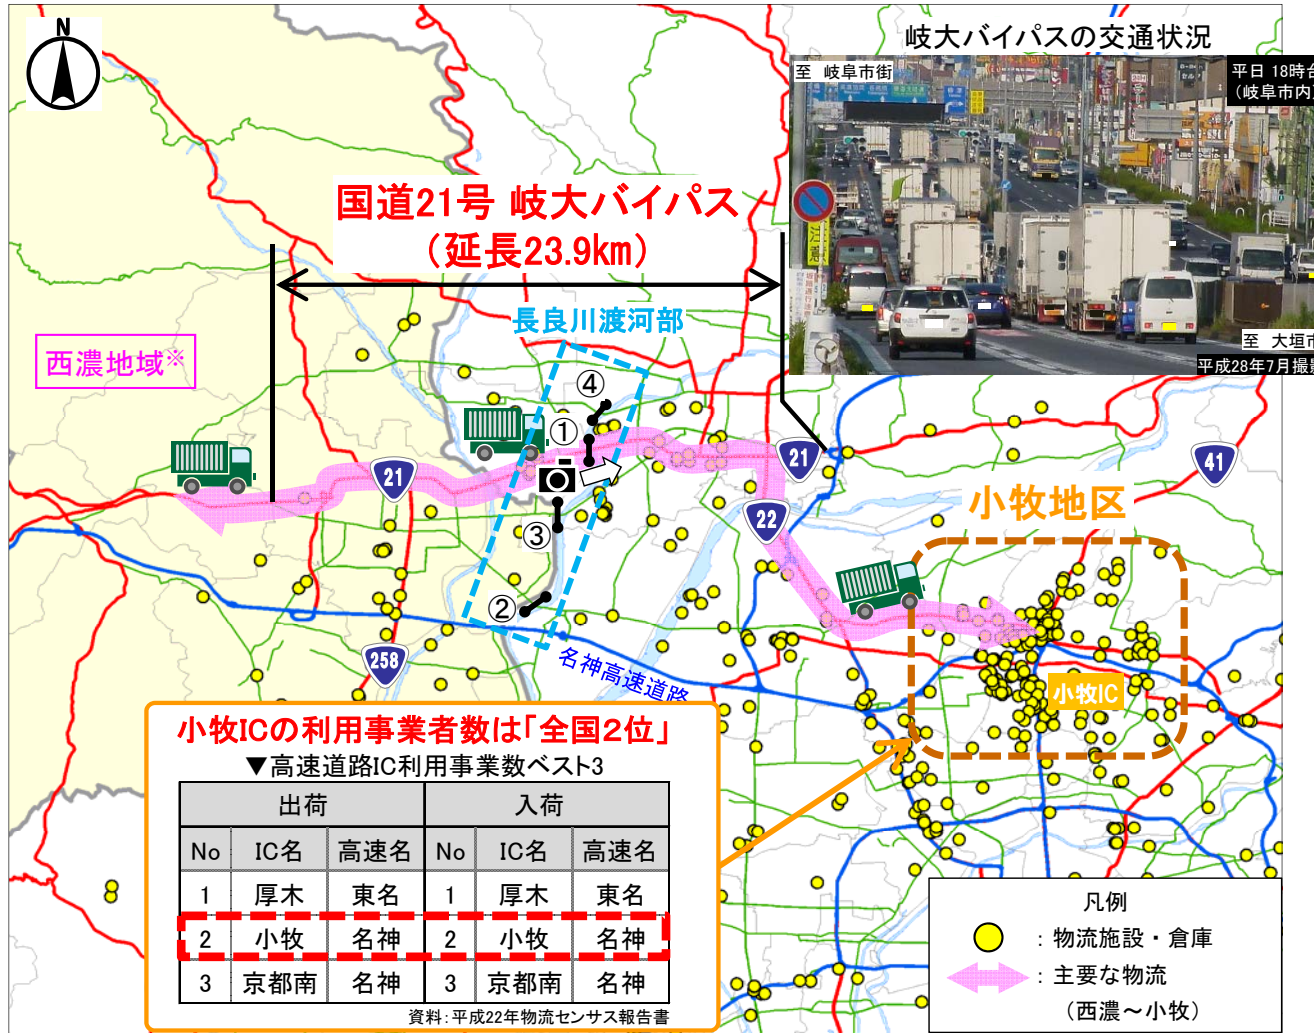 N
岐大バイパスの交通状況
至 岐阜市街
平日 18時台
(岐阜市内)
至 大垣市
平成28年7月撮影
国道21号 岐大バイパス
(延長23.9km)
長良川渡河部
西濃地域※
④
①
③
②
21
21
22
41
258
小牧地区
小牧IC
名神高速道路
小牧ICの利用事業者数は「全国2位」
▼高速道路IC利用事業数ベスト3
出荷 入荷
No IC名 高速名 No IC名 高速名
1 厚木 東名 1 厚木 東名
2 小牧 名神 2 小牧 名神
3 京都南 名神 3 京都南 名神
資料:平成22年物流センサス報告書
凡例
:物流施設・倉庫
:主要な物流
(西濃～小牧)